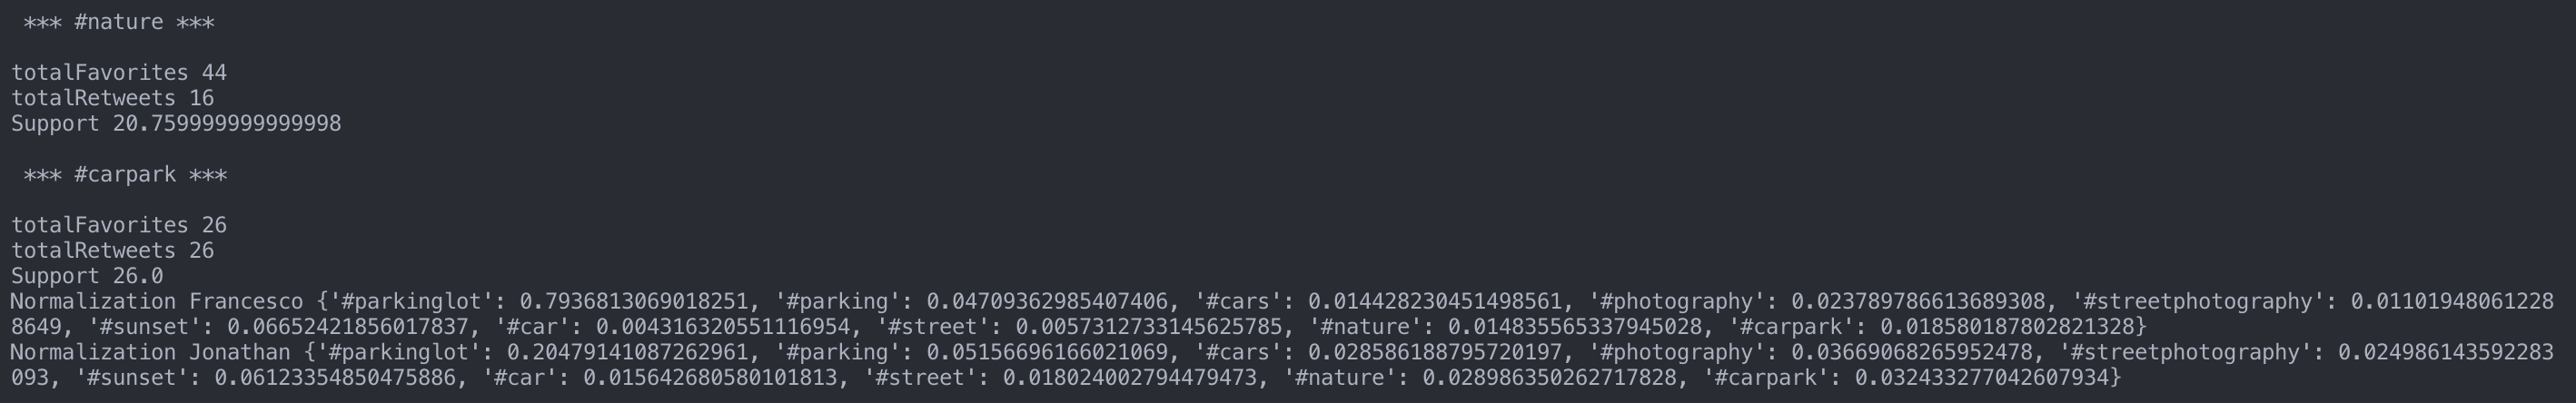 *** #nature ***
totalFavorites 44
totalRetweets 16
Support 20.759999999999998
*** #carpark ***
totalFavorites 26
totalRetweets 26
Support 26.0
Normalization Francesco {'#parkinglot': 0.7936813069018251, '#parking': 0.04709362985407406, '#cars': 0.014428230451498561, '#photography': 0.023789786613689308, '#streetphotography': 0.01101948061228
8649, '#sunset': 0.06652421856017837, '#car': 0.004316320551116954, '#street': 0.0057312733145625785, '#nature': 0.014835565337945028, '#carpark': 0.018580187802821328}
Normalization Jonathan {'#parkinglot': 0.20479141087262961, '#parking': 0.05156696166021069, '#cars': 0.028586188795720197, '#photography': 0.03669068265952478, '#streetphotography': 0.024986143592283
093, '#sunset': 0.06123354850475886, '#car': 0.015642680580101813, '#street': 0.018024002794479473, '#nature': 0.028986350262717828, '#carpark': 0.032433277042607934}